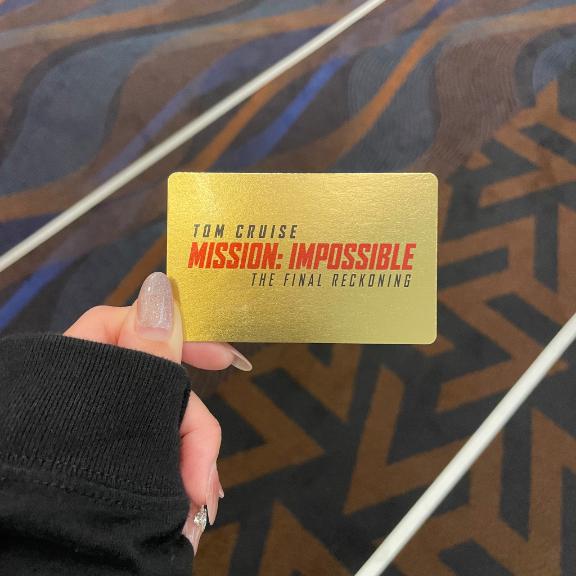 TOM CRUISE
MISSION: IMPOSSIBLE
THE FINAL RECKONING